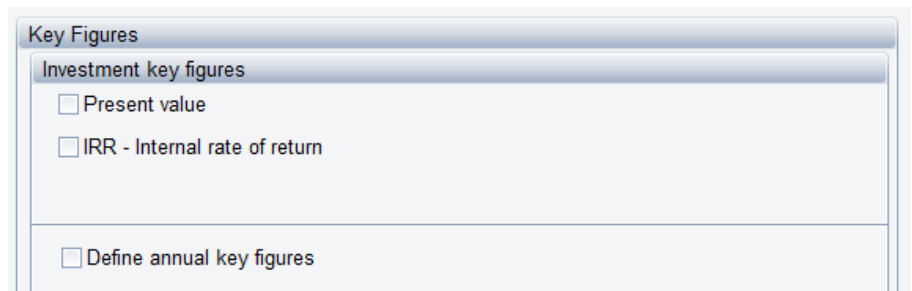 Key Figures
Investment key figures
Present value
IRR - Internal rate of return
Define annual key figures